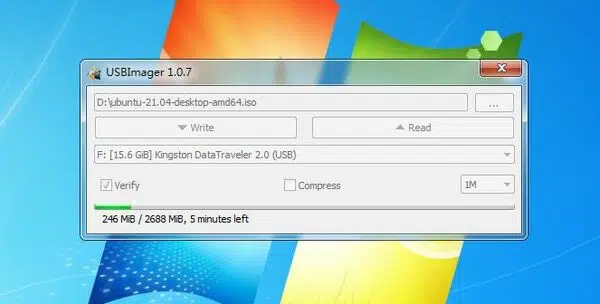 USBImager 1.0.7
D:\ubuntu-21.04-desktop-amd64.iso
...
Write
Read
F: [15.6 GiB] Kingston DataTraveler 2.0 (USB)
Verify
Compress
1M
246 MiB / 2688 MiB, 5 minutes left